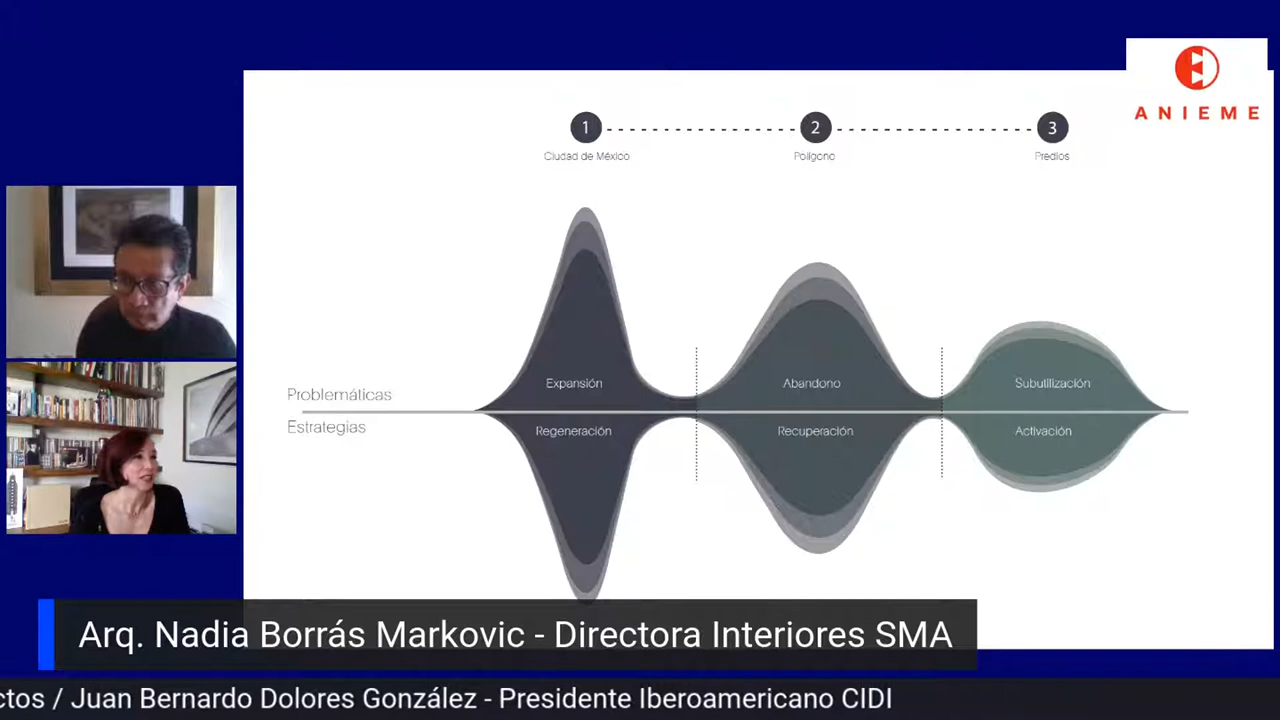 ANIEME
1 2 3
Ciudad de México Polígono Predios
Problemáticas Expansión Abandono Subutilización
Estrategias Regeneración Recuperación Activación
Arq. Nadia Borrás Markovic - Directora Interiores SMA
ctos / Juan Bernardo Dolores González - Presidente Iberoamericano CIDI